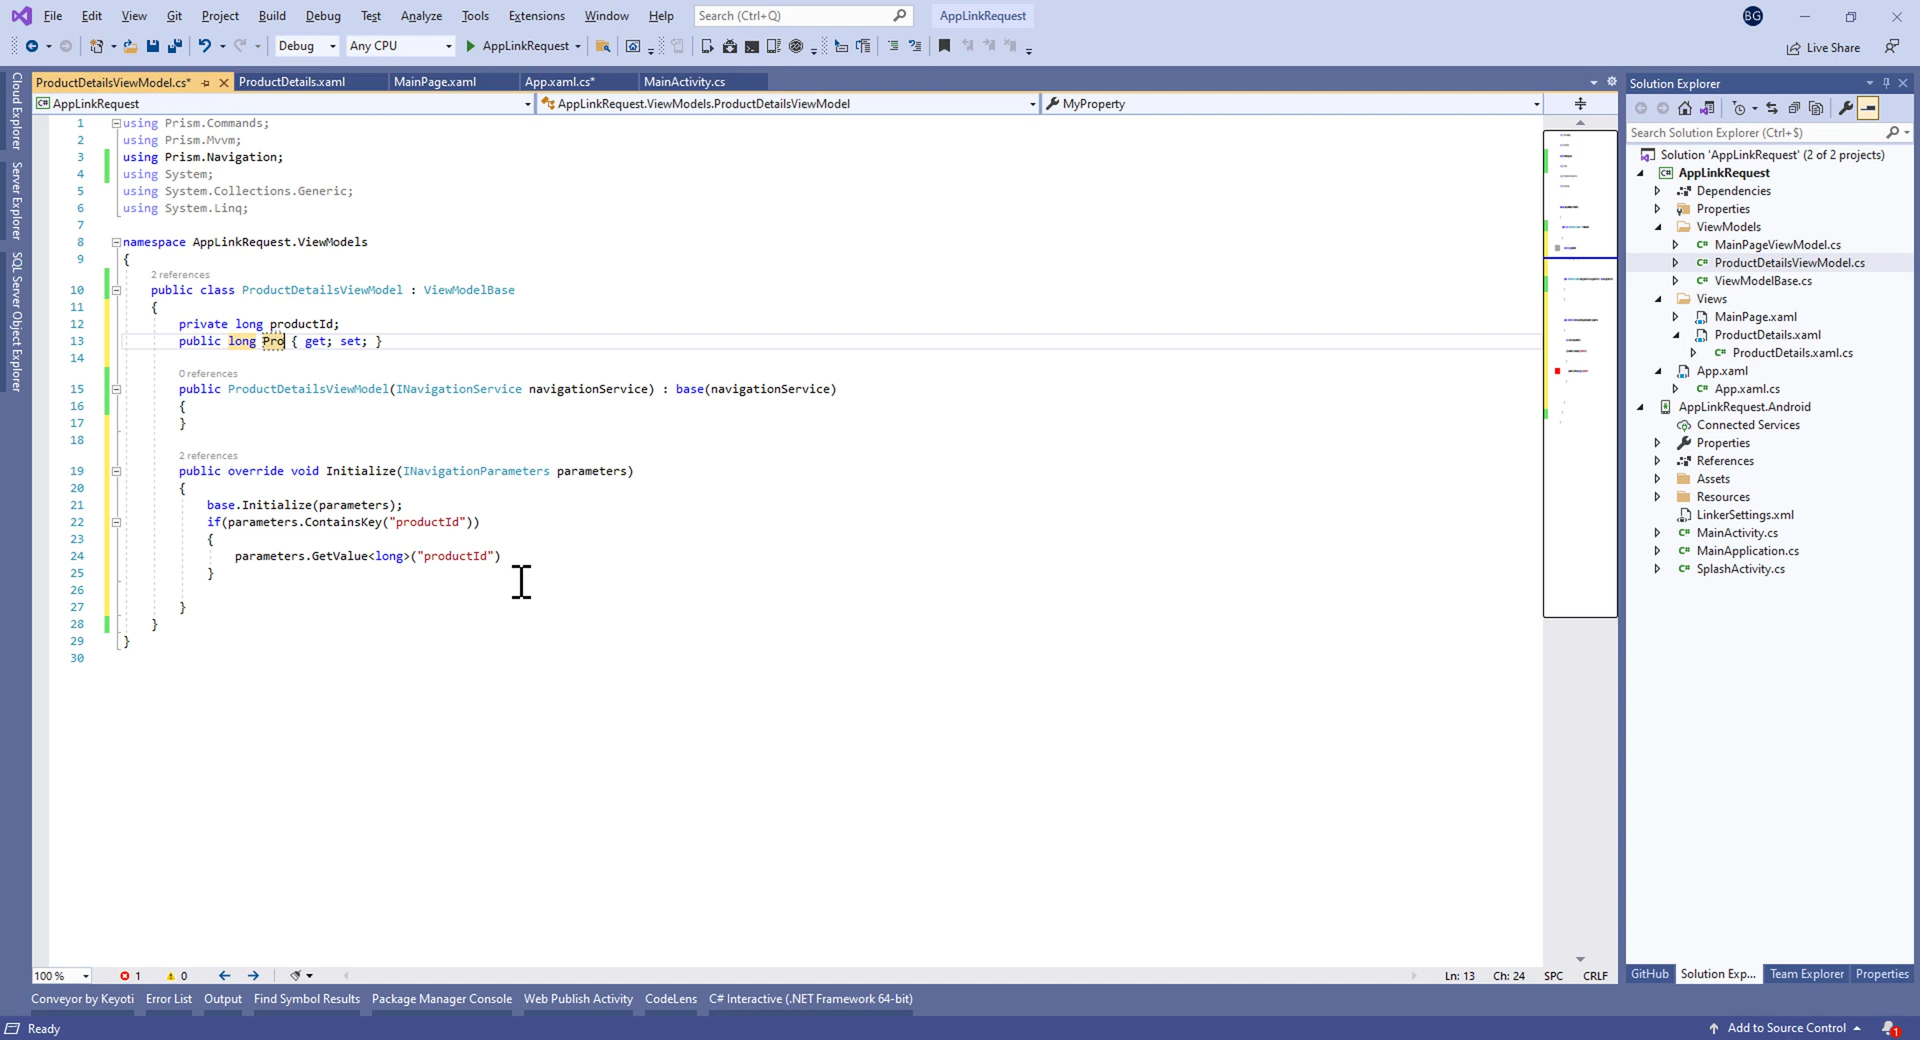 File Edit View Git Project Build Debug Test Analyze Tools Extensions Window Help Search (Ctrl+Q) AppLinkRequest BG
Debug Any CPU AppLinkRequest Live Share
ProductDetailsViewModel.cs* ProductDetails.xaml MainPage.xaml App.xaml.cs* MainActivity.cs
AppLinkRequest AppLinkRequest.ViewModels.ProductDetailsViewModel MyProperty
Cloud Explorer
Server Explorer
SQL Server Object Explorer
1 using Prism.Commands;
2 using Prism.Mvvm;
3 using Prism.Navigation;
4 using System;
5 using System.Collections.Generic;
6 using System.Linq;
7
8 namespace AppLinkRequest.ViewModels
9 {
2 references
10 public class ProductDetailsViewModel : ViewModelBase
11 {
12 private long productId;
13 public long Pro { get; set; }
14
0 references
15 public ProductDetailsViewModel(INavigationService navigationService) : base(navigationService)
16 {
17 }
18
2 references
19 public override void Initialize(INavigationParameters parameters)
20 {
21 base.Initialize(parameters);
22 if(parameters.ContainsKey("productId"))
23 {
24 parameters.GetValue<long>("productId")
25 }
26
27 }
28 }
29 }
30
Solution Explorer
Search Solution Explorer (Ctrl+$)
Solution 'AppLinkRequest' (2 of 2 projects)
AppLinkRequest
Dependencies
Properties
ViewModels
MainPageViewModel.cs
ProductDetailsViewModel.cs
ViewModelBase.cs
Views
MainPage.xaml
ProductDetails.xaml
ProductDetails.xaml.cs
App.xaml
App.xaml.cs
AppLinkRequest.Android
Connected Services
Properties
References
Assets
Resources
LinkerSettings.xml
MainActivity.cs
MainApplication.cs
SplashActivity.cs
GitHub Solution Exp... Team Explorer Properties
100 % 1 0 Ln: 13 Ch: 24 SPC CRLF
Conveyor by Keyoti Error List Output Find Symbol Results Package Manager Console Web Publish Activity CodeLens C# Interactive (.NET Framework 64-bit)
Ready Add to Source Control 1